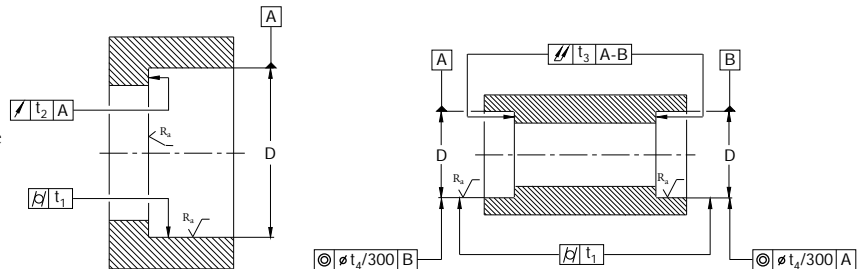 A
t2 A
Ra
D
t1
Ra
t3 A-B
A
B
D
D
Ra
Ra
t1
⌀ t4/300 B
⌀ t4/300 A